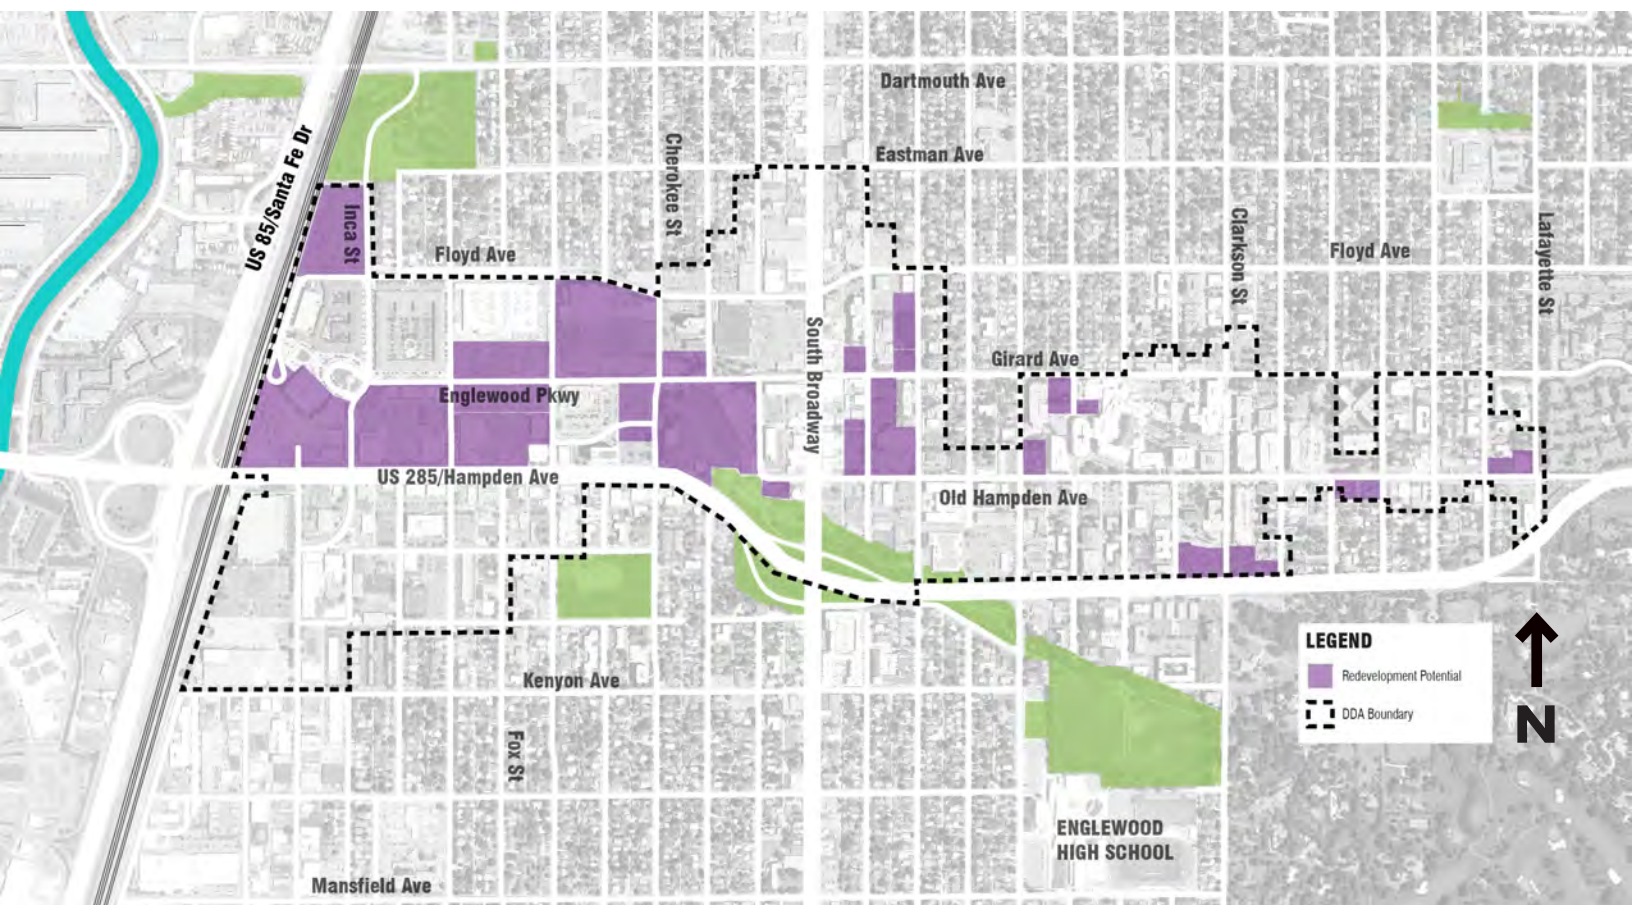 Dartmouth Ave
US 85/Santa Fe Dr
Cherokee St
Eastman Ave
Inca St
Floyd Ave
Clarkson St
Floyd Ave
Lafayette St
South Broadway
Girard Ave
Englewood Pkwy
US 285/Hampden Ave
Old Hampden Ave
LEGEND
Redevelopment Potential
DDA Boundary
N
Kenyon Ave
Fox St
ENGLEWOOD
HIGH SCHOOL
Mansfield Ave